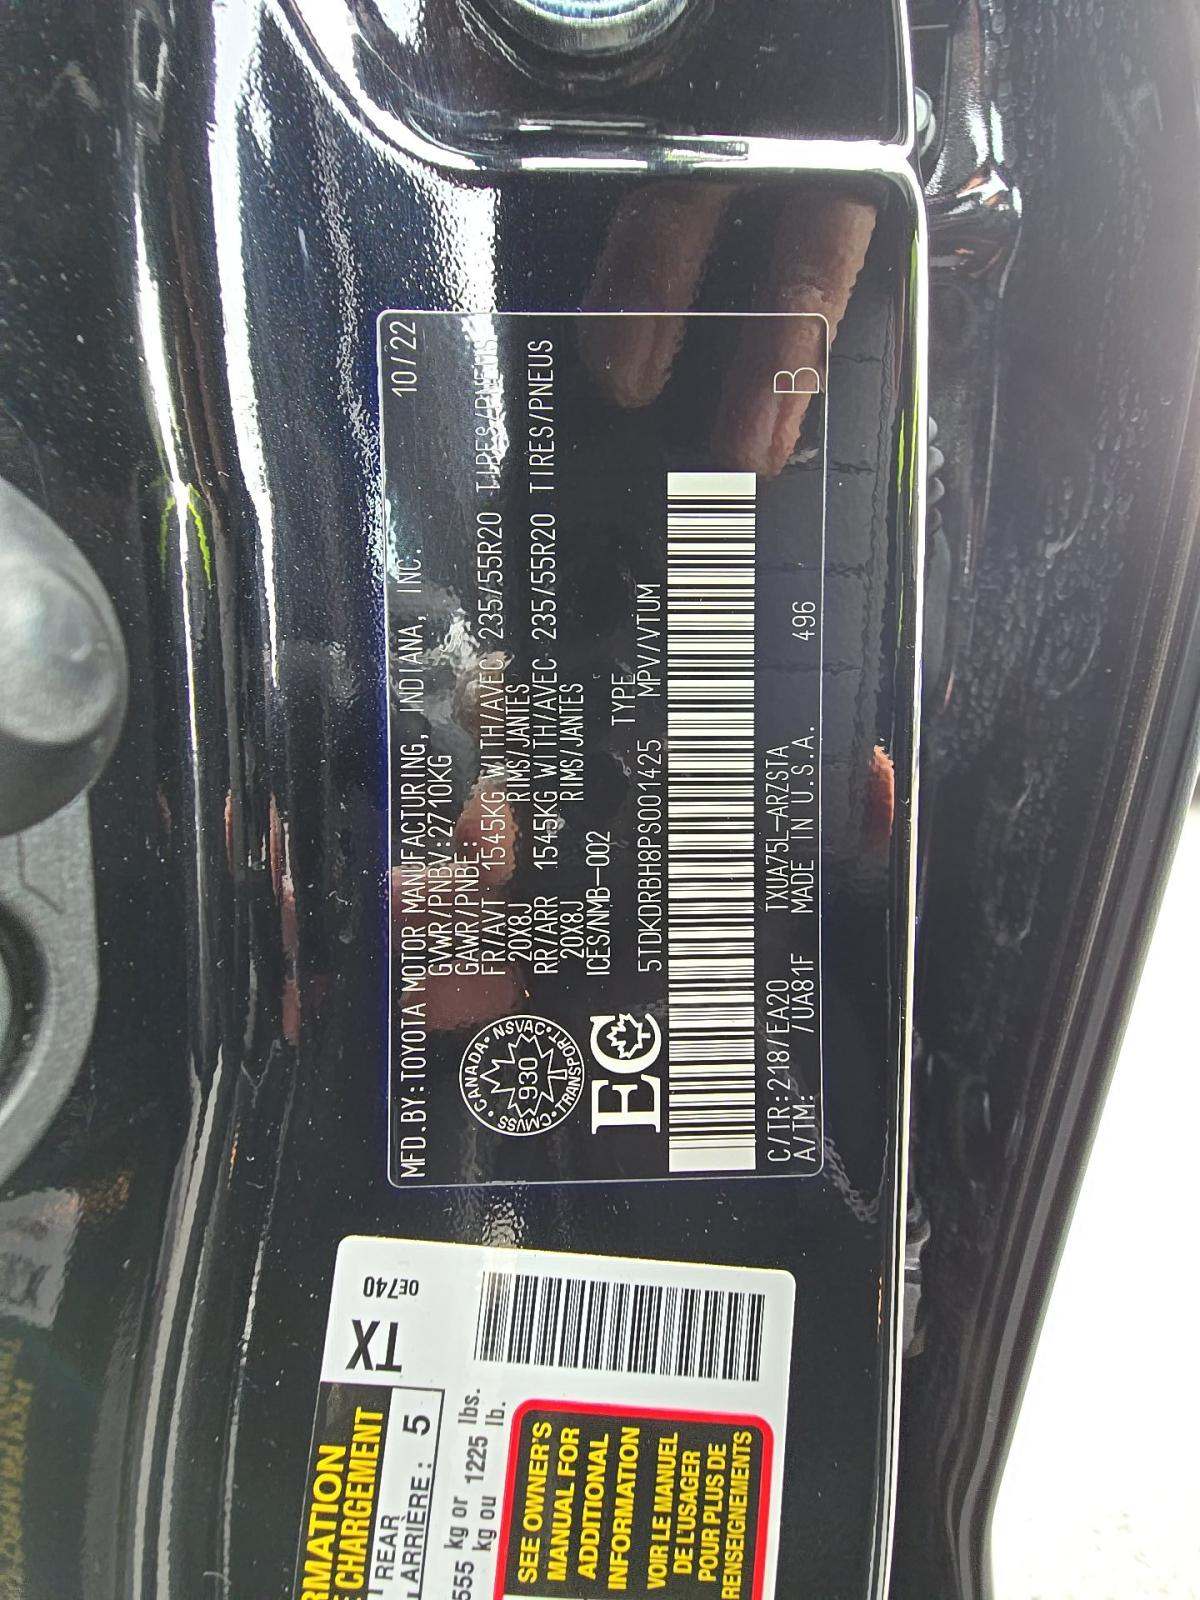 MFD.BY:TOYOTA MOTOR MANUFACTURING, INDIANA, INC. 10/22
GVWR/PNBV:2710KG
GAWR/PNBE:
FR/AVT 1545KG WITH/AVEC 235/55R20 TIRES/PNEUS
20X8J RIMS/JANTES
RR/ARR 1545KG WITH/AVEC 235/55R20 TIRES/PNEUS
20X8J RIMS/JANTES
ICES/NMB-002 TYPE
5TDKDRBH8PS001425 MPV/VTUM
CANADA • NSVAC • TRANSPORT • CMVSS •
930
EC
C/TR:218/EA20 TXUA75L-ARZSTA
A/TM: /UA81F MADE IN U.S.A. 496 B
TX 0E740
RMATION
CHARGEMENT
REAR
ARRIÈRE : 5
555 kg or 1225 lbs.
kg ou lb.
SEE OWNER'S
MANUAL FOR
ADDITIONAL
INFORMATION
VOIR LE MANUEL
DE L'USAGER
POUR PLUS DE
RENSEIGNEMENTS